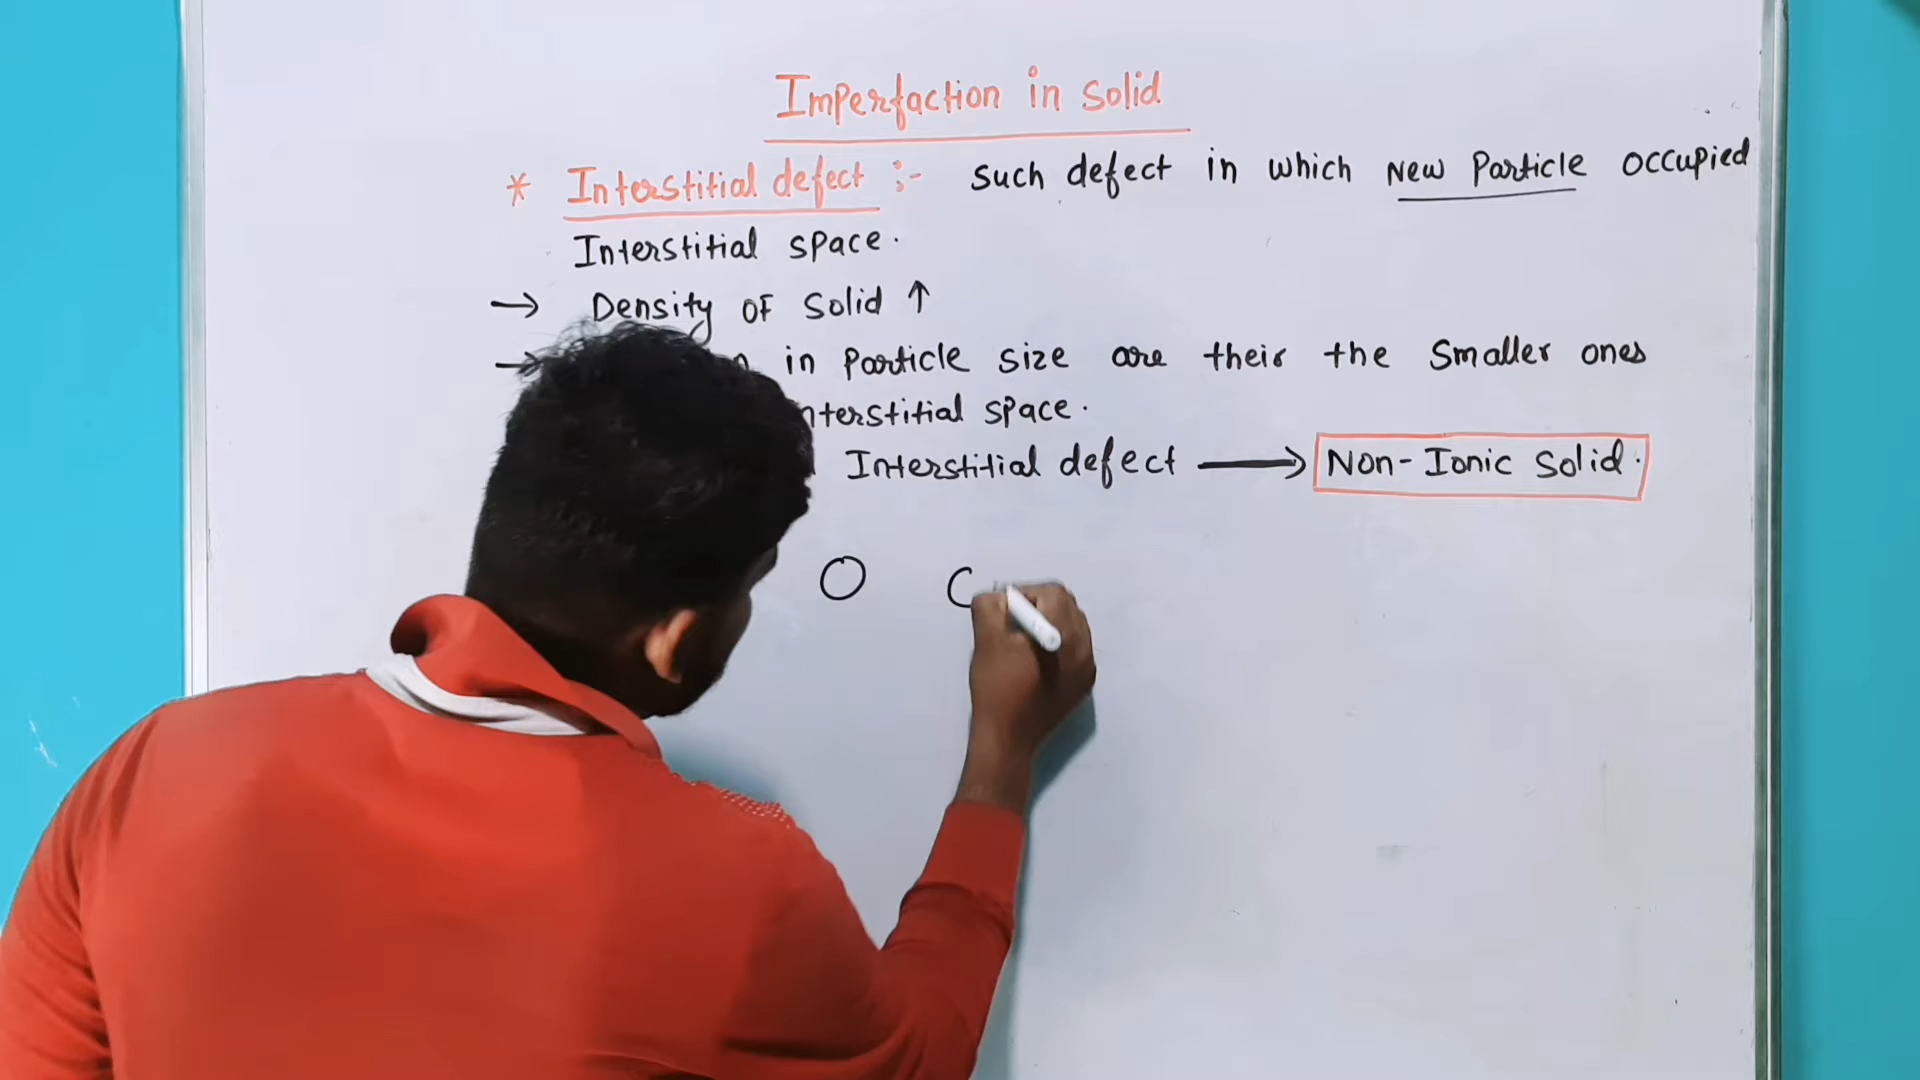 Imperfaction in solid
* Interstitial defect :- such defect in which New Particle occupied
Interstitial space.
→ Density of solid ↑
→ in particle size are their the smaller ones
nterstitial space.
Interstitial defect → Non-Ionic solid.